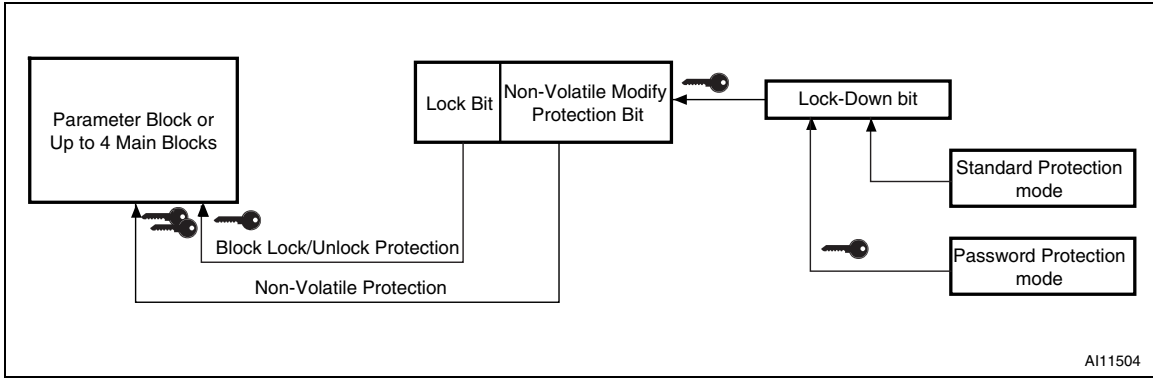 Parameter Block or
Up to 4 Main Blocks
Lock Bit
Non-Volatile Modify
Protection Bit
Lock-Down bit
Standard Protection
mode
Password Protection
mode
Block Lock/Unlock Protection
Non-Volatile Protection
AI11504